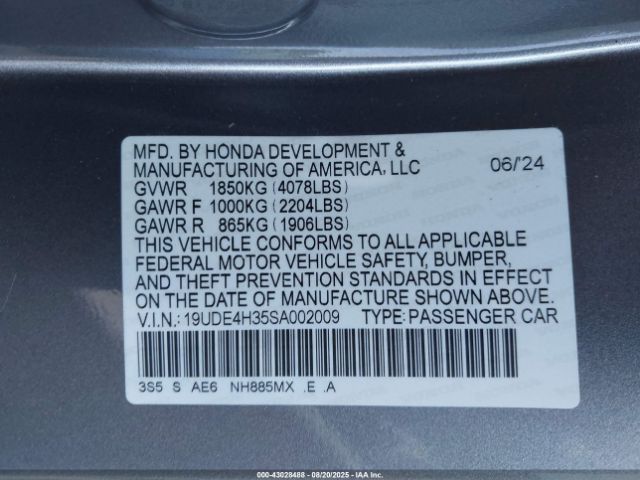 MFD. BY HONDA DEVELOPMENT &
MANUFACTURING OF AMERICA, LLC 06/24
GVWR 1850KG (4078LBS)
GAWR F 1000KG (2204LBS)
GAWR R 865KG (1906LBS)
THIS VEHICLE CONFORMS TO ALL APPLICABLE
FEDERAL MOTOR VEHICLE SAFETY, BUMPER,
AND THEFT PREVENTION STANDARDS IN EFFECT
ON THE DATE OF MANUFACTURE SHOWN ABOVE.
V.I.N.: 19UDE4H35SA002009 TYPE: PASSENGER CAR
3S5 S AE6 NH885MX .E .A
000-43028488 - 08/20/2025 - IAAI.COM